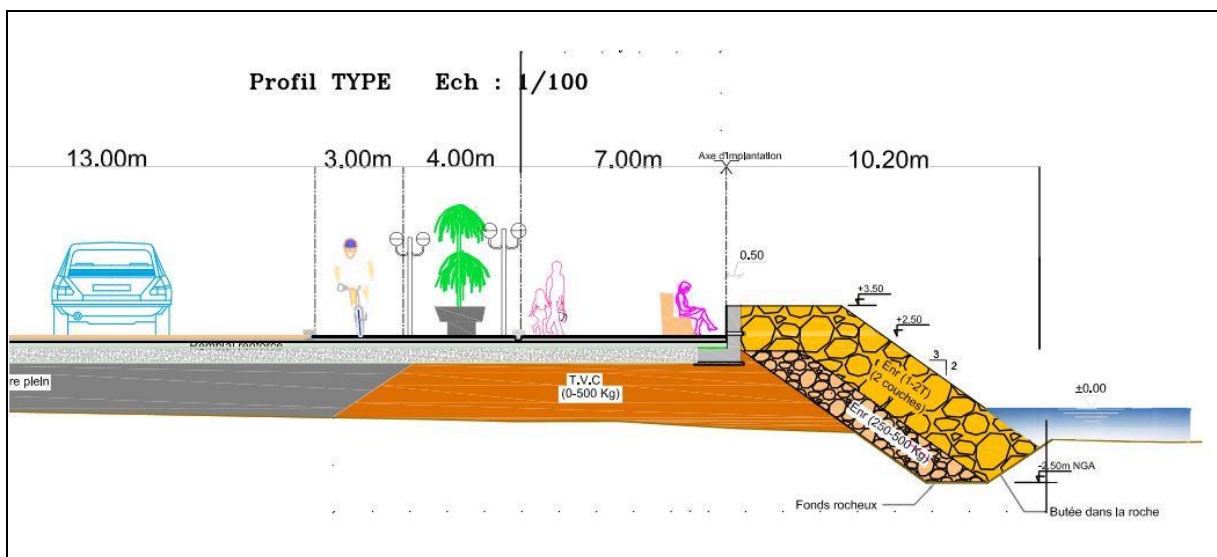 Profil TYPE Ech : 1/100
13.00m 3.00m 4.00m 7.00m 10.20m
Axe d'Implantation
0.50
+3.50
+2.50
3
2
Enr (1-2T)
(2 couches)
±0.00
re plein
T.V.C
(0-500 Kg)
Enr (250-500 Kg)
-2.50m NGA
Fonds rocheux
Butée dans la roche